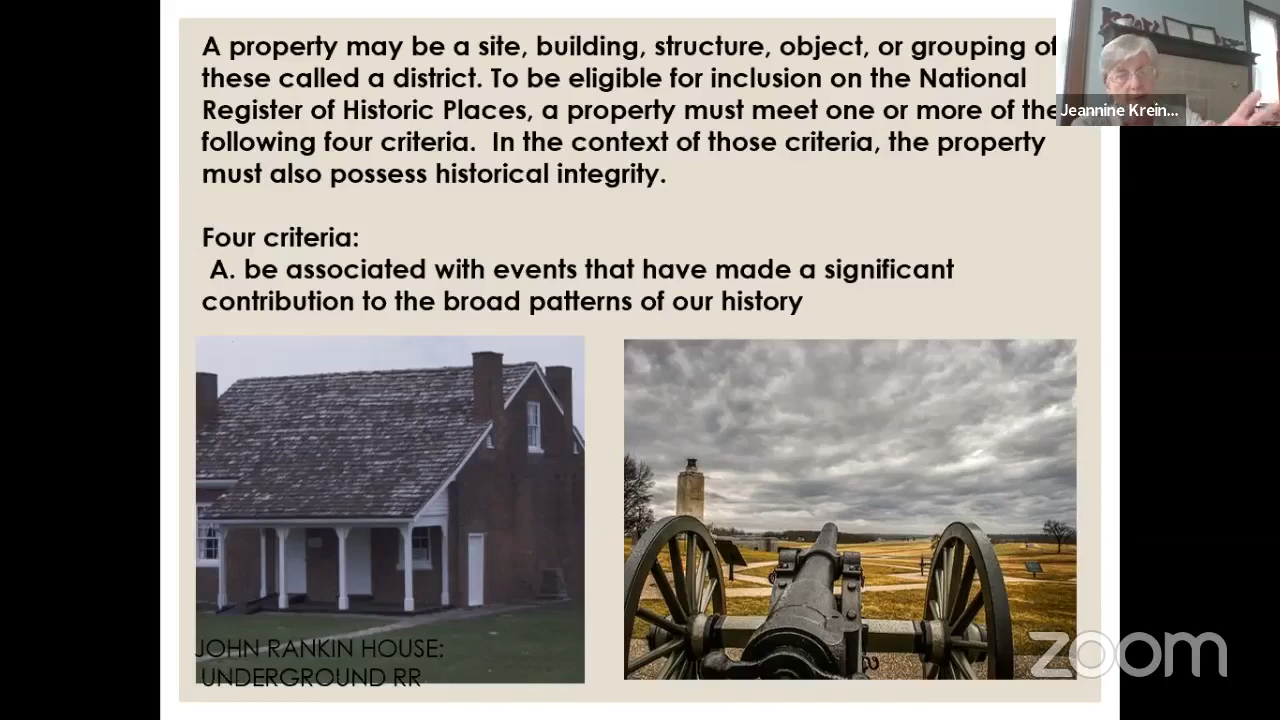 A property may be a site, building, structure, object, or grouping of
these called a district. To be eligible for inclusion on the National
Register of Historic Places, a property must meet one or more of the
following four criteria.  In the context of those criteria, the property
must also possess historical integrity.
Four criteria:
A. be associated with events that have made a significant
contribution to the broad patterns of our history
JOHN RANKIN HOUSE:
UNDERGROUND RR
Jeannine Krein...
zoom